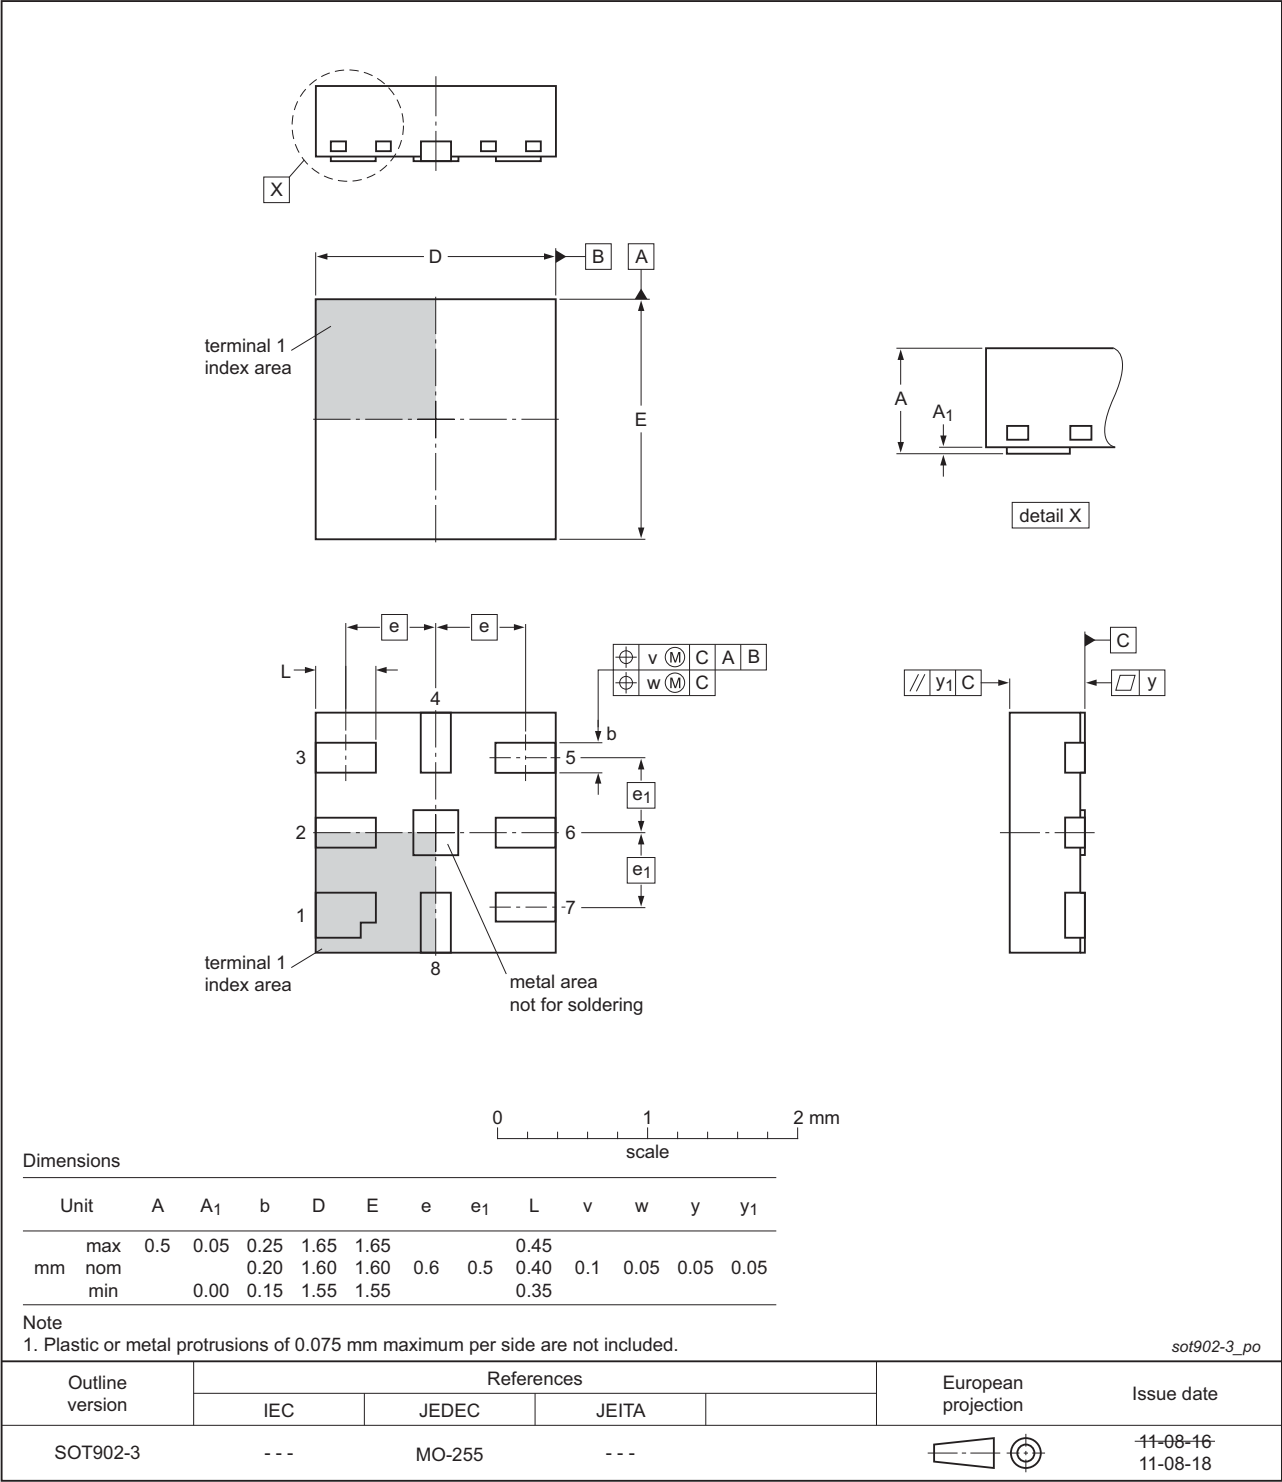 X
D
B
A
terminal 1
index area
E
A
A1
detail X
e
e
L
v M C A B
w M C
4
b
3
5
e1
2
6
e1
1
7
terminal 1
index area
8
metal area
not for soldering
C
// y1 C
y
0 1 2 mm
scale
Dimensions
Unit A A1 b D E e e1 L v w y y1
max 0.5 0.05 0.25 1.65 1.65 0.45
mm nom 0.20 1.60 1.60 0.6 0.5 0.40 0.1 0.05 0.05 0.05
min 0.00 0.15 1.55 1.55 0.35
Note
1. Plastic or metal protrusions of 0.075 mm maximum per side are not included.
sot902-3_po
Outline
version
References
European
projection
Issue date
IEC JEDEC JEITA
SOT902-3 - - - MO-255 - - -
11-08-16
11-08-18